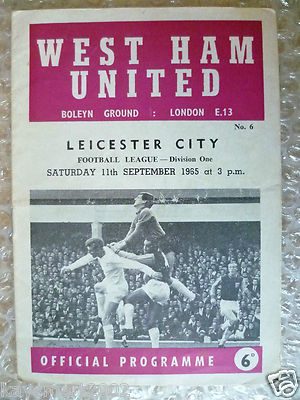 WEST HAM
UNITED
BOLEYN GROUND : LONDON E.13
No. 6
LEICESTER CITY
FOOTBALL LEAGUE — Division One
SATURDAY 11th SEPTEMBER 1965 at 3 p.m.
OFFICIAL PROGRAMME
6D